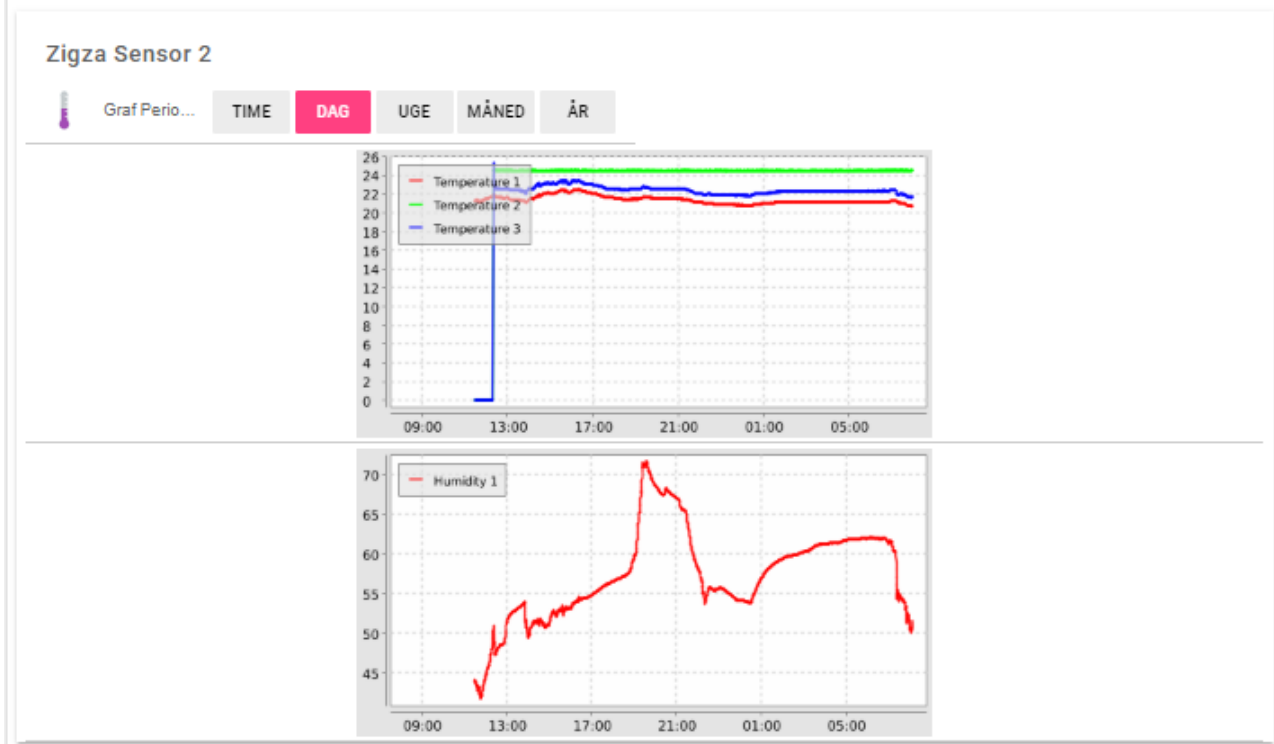 Zigza Sensor 2
Graf Perio... TIME DAG UGE MÅNED ÅR
26
24
22
20
18
16
14
12
10
8
6
4
2
0
Temperature 1
Temperature 2
Temperature 3
09:00 13:00 17:00 21:00 01:00 05:00
70
65
60
55
50
45
Humidity 1
09:00 13:00 17:00 21:00 01:00 05:00